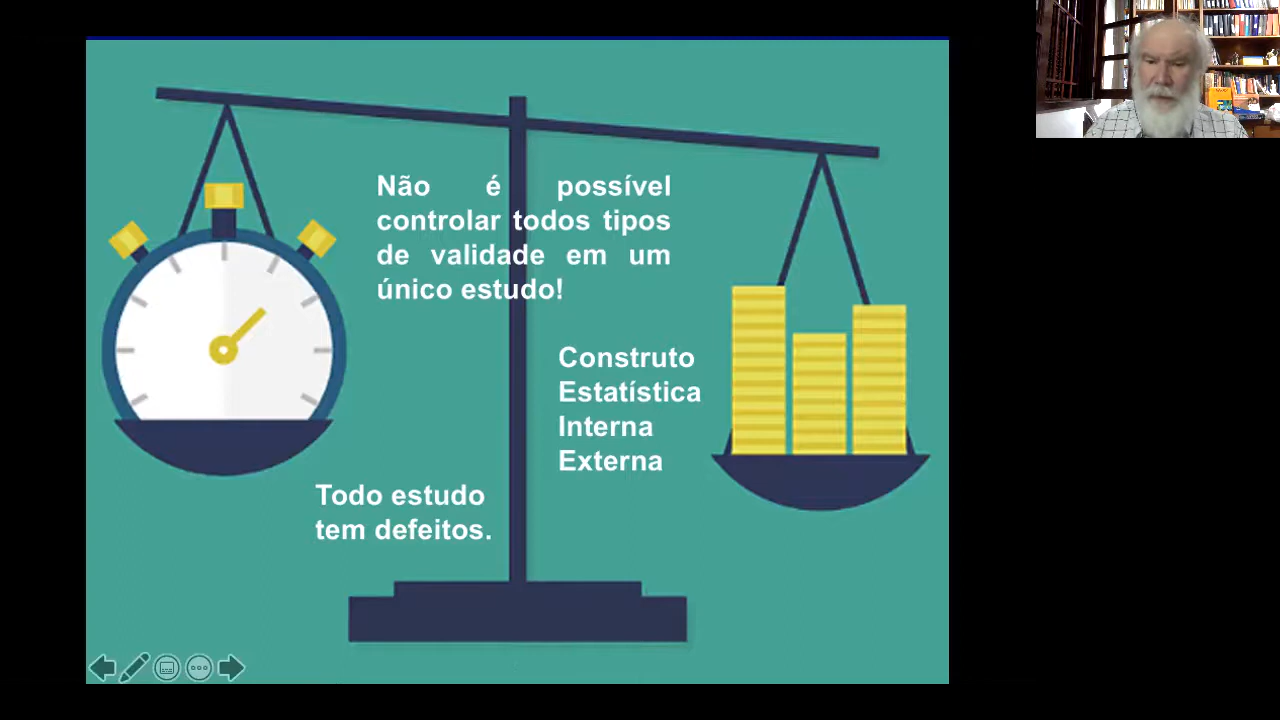 Não é possível
controlar todos tipos
de validade em um
único estudo!
Construto
Estatística
Interna
Externa
Todo estudo
tem defeitos.